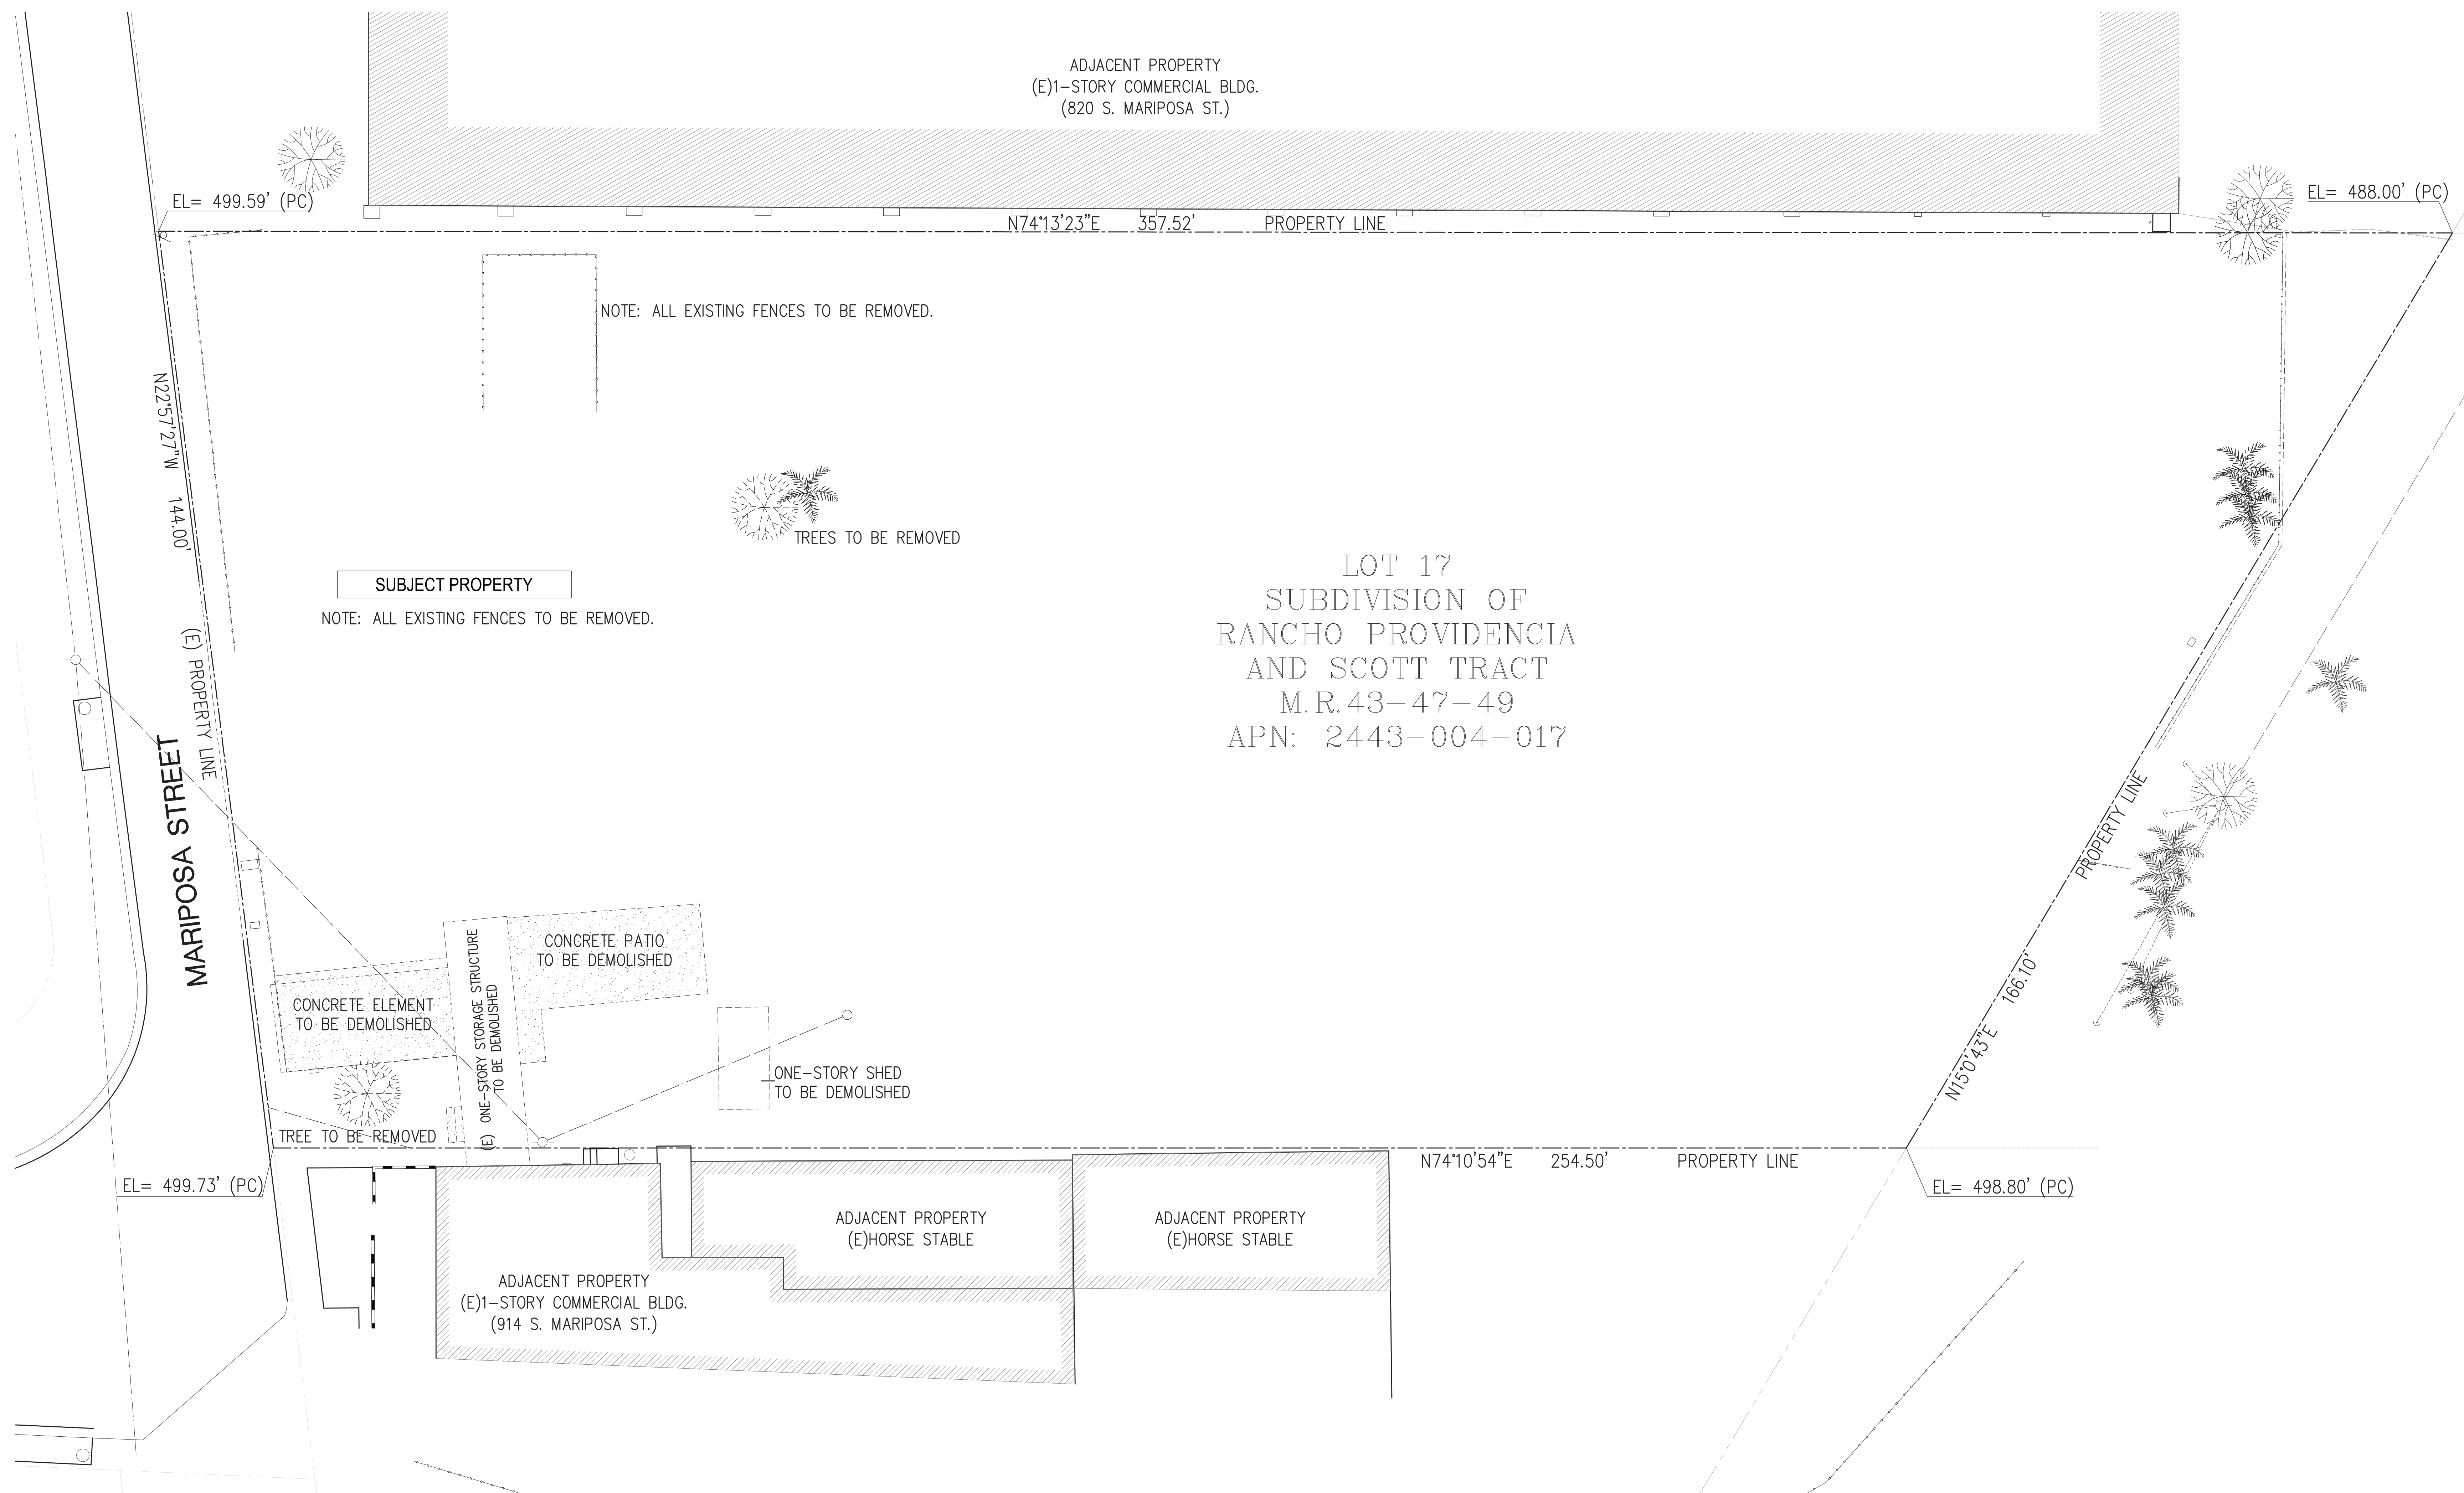 ADJACENT PROPERTY
(E)1-STORY COMMERCIAL BLDG.
(820 S. MARIPOSA ST.)
EL= 499.59' (PC)
EL= 488.00' (PC)
N74°13'23"E 357.52' PROPERTY LINE
NOTE: ALL EXISTING FENCES TO BE REMOVED.
N22°57'27"W 144.00' (E) PROPERTY LINE
TREES TO BE REMOVED
SUBJECT PROPERTY
NOTE: ALL EXISTING FENCES TO BE REMOVED.
LOT 17
SUBDIVISION OF
RANCHO PROVIDENCIA
AND SCOTT TRACT
M.R.43-47-49
APN: 2443-004-017
MARIPOSA STREET
N15°0'43"E 166.10' PROPERTY LINE
CONCRETE PATIO
TO BE DEMOLISHED
CONCRETE ELEMENT
TO BE DEMOLISHED
(E) ONE-STORY STORAGE STRUCTURE
TO BE DEMOLISHED
ONE-STORY SHED
TO BE DEMOLISHED
TREE TO BE REMOVED
N74°10'54"E 254.50' PROPERTY LINE
EL= 499.73' (PC)
EL= 498.80' (PC)
ADJACENT PROPERTY
(E)HORSE STABLE
ADJACENT PROPERTY
(E)HORSE STABLE
ADJACENT PROPERTY
(E)1-STORY COMMERCIAL BLDG.
(914 S. MARIPOSA ST.)